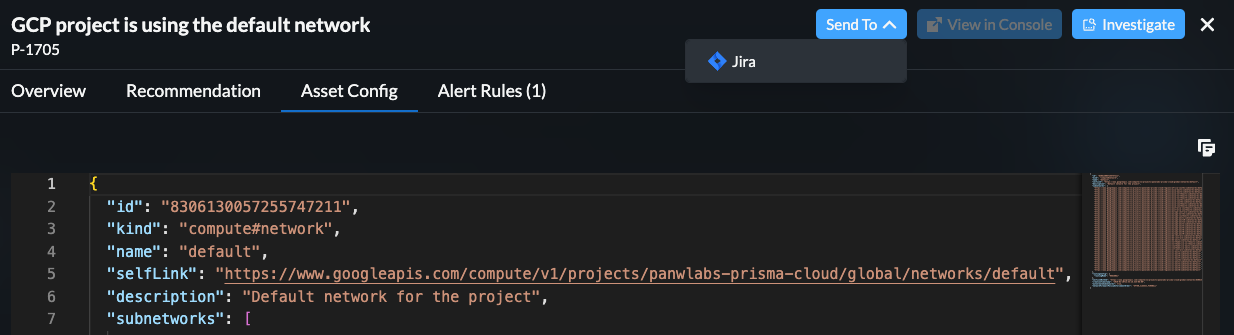 GCP project is using the default network
P-1705
Send To
View in Console
Investigate
Jira
Overview
Recommendation
Asset Config
Alert Rules (1)
1 {
2 "id": "8306130057255747211",
3 "kind": "compute#network",
4 "name": "default",
5 "selfLink": "https://www.googleapis.com/compute/v1/projects/panwlabs-prisma-cloud/global/networks/default",
6 "description": "Default network for the project",
7 "subnetworks": [